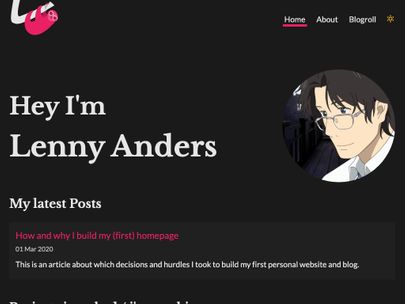 Home About Blogroll
Hey I'm
Lenny Anders
My latest Posts
How and why I build my (first) homepage
01 Mar 2020
This is an article about which decisions and hurdles I took to build my first personal website and blog.